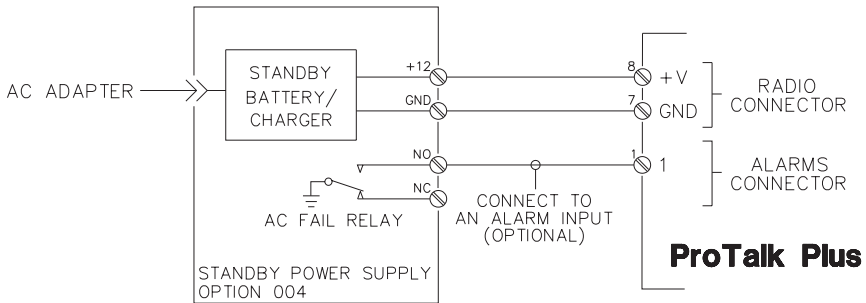 AC ADAPTER
STANDBY
BATTERY/
CHARGER
+12
GND
NO
NC
AC FAIL RELAY
STANDBY POWER SUPPLY
OPTION 004
CONNECT TO
AN ALARM INPUT
(OPTIONAL)
8
+V
7
GND
1
1
RADIO
CONNECTOR
ALARMS
CONNECTOR
ProTalk Plus